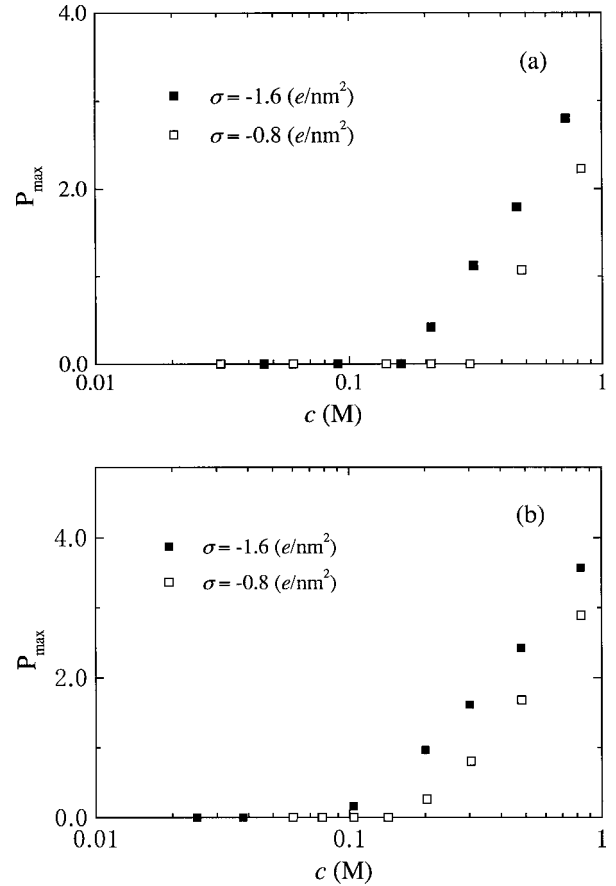 4.0
(a)
■ σ = -1.6 (e/nm²)
□ σ = -0.8 (e/nm²)
2.0
P_max
0.0
0.01 0.1 1
c (M)
(b)
4.0
■ σ = -1.6 (e/nm²)
□ σ = -0.8 (e/nm²)
P_max
2.0
0.0
0.01 0.1 1
c (M)